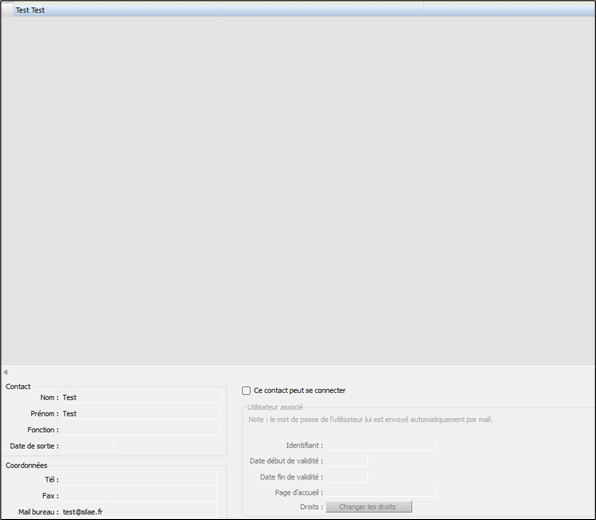 Test Test
Contact
Nom : Test
Prénom : Test
Fonction :
Date de sortie :
Coordonnées
Tél :
Fax :
Mail bureau : test@silae.fr
Ce contact peut se connecter
Utilisateur associé
Note : le mot de passe de l'utilisateur lui est envoyé automatiquement par mail.
Identifiant :
Date début de validité :
Date fin de validité :
Page d'accueil :
Droits : Changer les droits